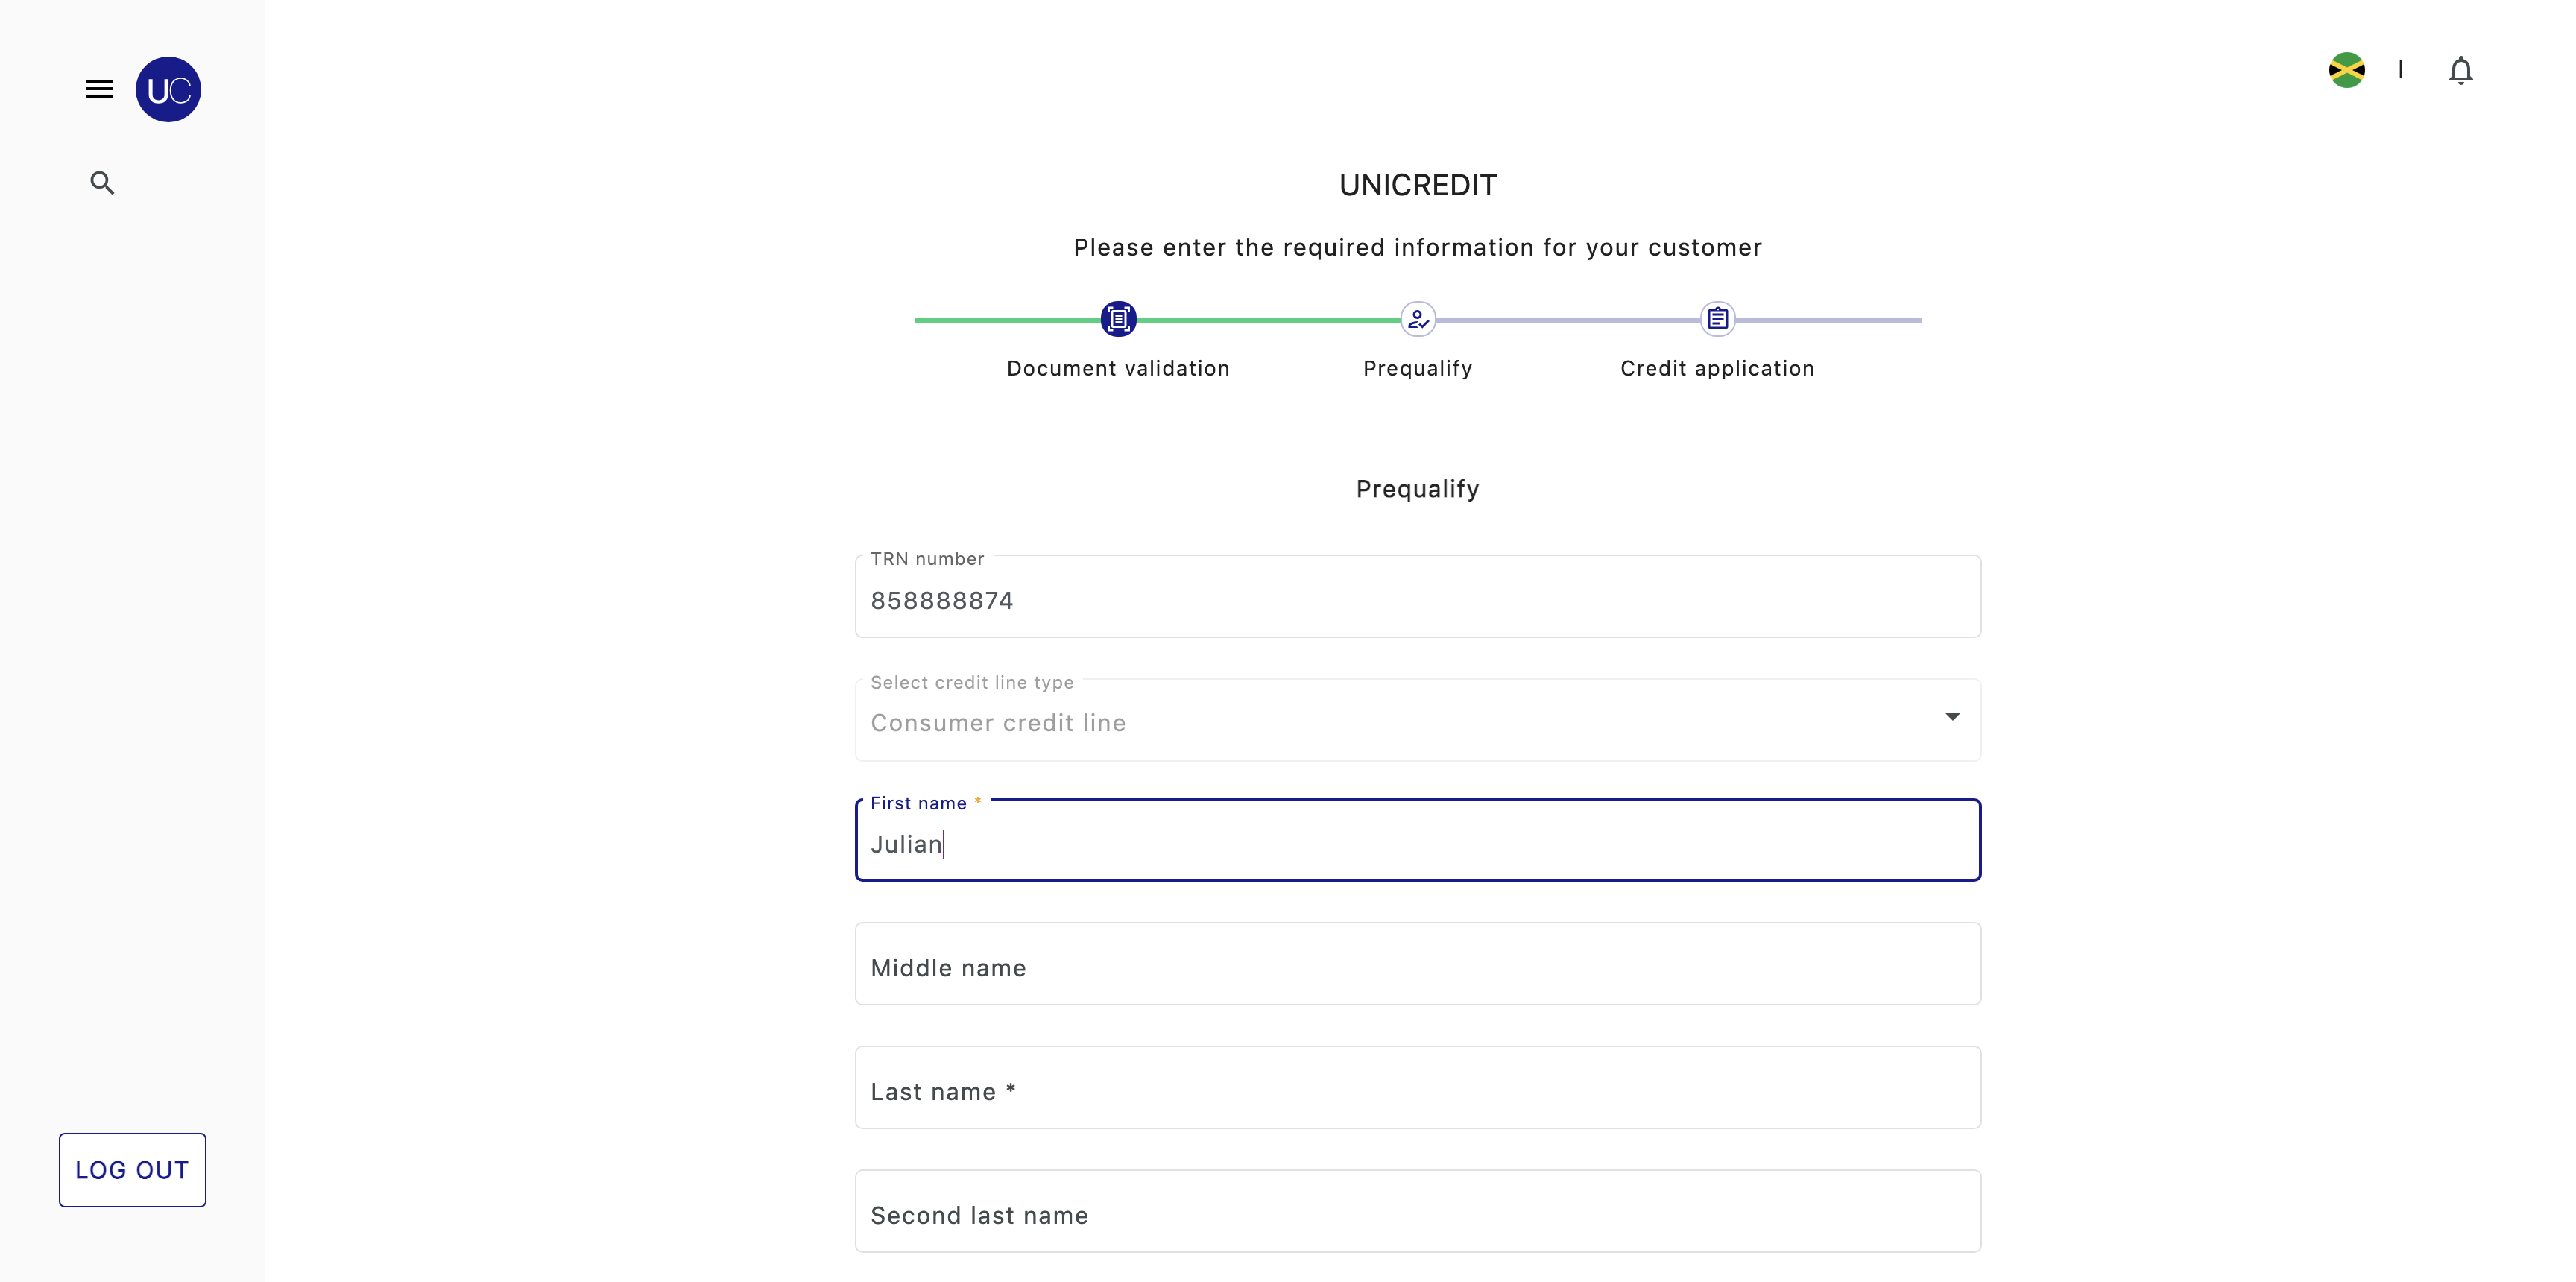 UC
UNICREDIT
Please enter the required information for your customer
Document validation
Prequalify
Credit application
Prequalify
TRN number
858888874
Select credit line type
Consumer credit line
First name *
Julian
Middle name
Last name *
Second last name
LOG OUT